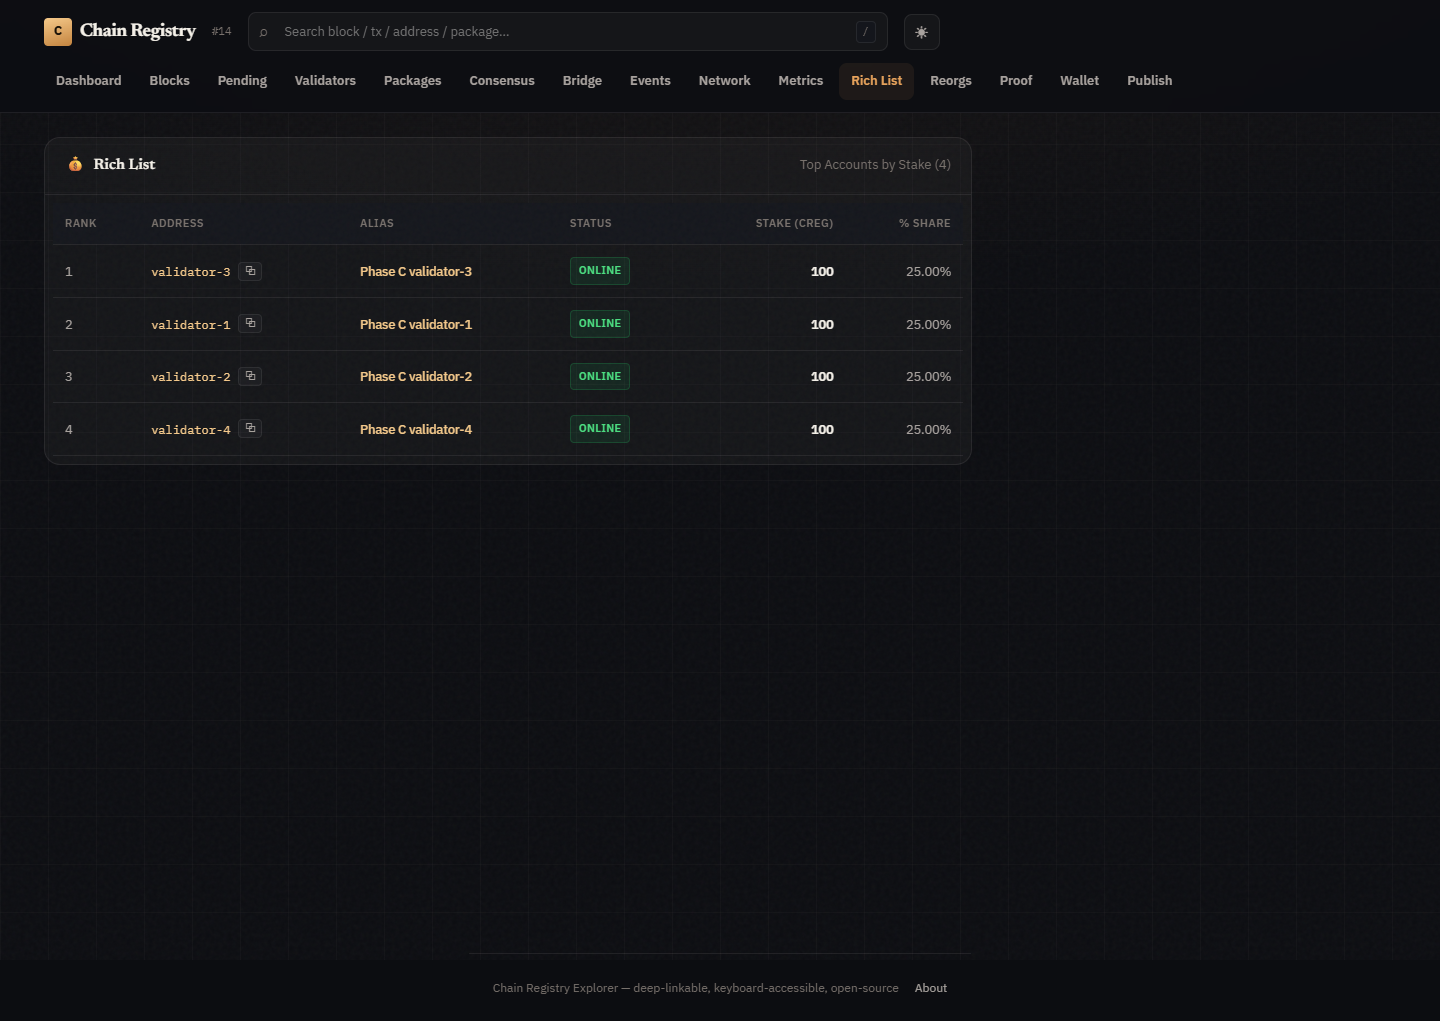 C Chain Registry #14 Search block / tx / address / package... /
Dashboard Blocks Pending Validators Packages Consensus Bridge Events Network Metrics Rich List Reorgs Proof Wallet Publish
Rich List Top Accounts by Stake (4)
RANK ADDRESS ALIAS STATUS STAKE (CREG) % SHARE
1 validator-3 Phase C validator-3 ONLINE 100 25.00%
2 validator-1 Phase C validator-1 ONLINE 100 25.00%
3 validator-2 Phase C validator-2 ONLINE 100 25.00%
4 validator-4 Phase C validator-4 ONLINE 100 25.00%
Chain Registry Explorer — deep-linkable, keyboard-accessible, open-source About